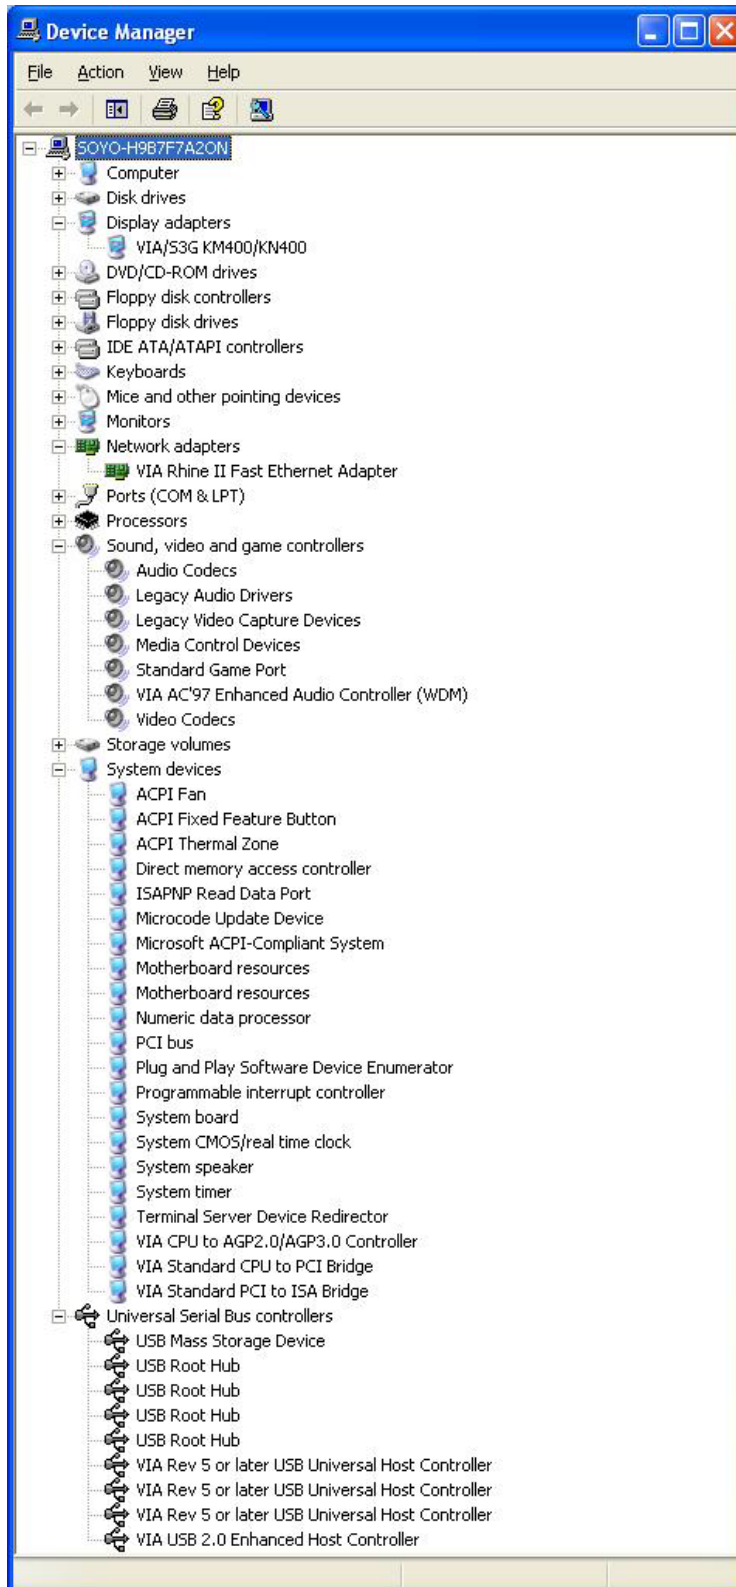 Device Manager
File Action View Help
SOYO-H9B7F7A2ON
Computer
Disk drives
Display adapters
VIA/S3G KM400/KN400
DVD/CD-ROM drives
Floppy disk controllers
Floppy disk drives
IDE ATA/ATAPI controllers
Keyboards
Mice and other pointing devices
Monitors
Network adapters
VIA Rhine II Fast Ethernet Adapter
Ports (COM & LPT)
Processors
Sound, video and game controllers
Audio Codecs
Legacy Audio Drivers
Legacy Video Capture Devices
Media Control Devices
Standard Game Port
VIA AC'97 Enhanced Audio Controller (WDM)
Video Codecs
Storage volumes
System devices
ACPI Fan
ACPI Fixed Feature Button
ACPI Thermal Zone
Direct memory access controller
ISAPNP Read Data Port
Microcode Update Device
Microsoft ACPI-Compliant System
Motherboard resources
Motherboard resources
Numeric data processor
PCI bus
Plug and Play Software Device Enumerator
Programmable interrupt controller
System board
System CMOS/real time clock
System speaker
System timer
Terminal Server Device Redirector
VIA CPU to AGP2.0/AGP3.0 Controller
VIA Standard CPU to PCI Bridge
VIA Standard PCI to ISA Bridge
Universal Serial Bus controllers
USB Mass Storage Device
USB Root Hub
USB Root Hub
USB Root Hub
USB Root Hub
VIA Rev 5 or later USB Universal Host Controller
VIA Rev 5 or later USB Universal Host Controller
VIA Rev 5 or later USB Universal Host Controller
VIA USB 2.0 Enhanced Host Controller